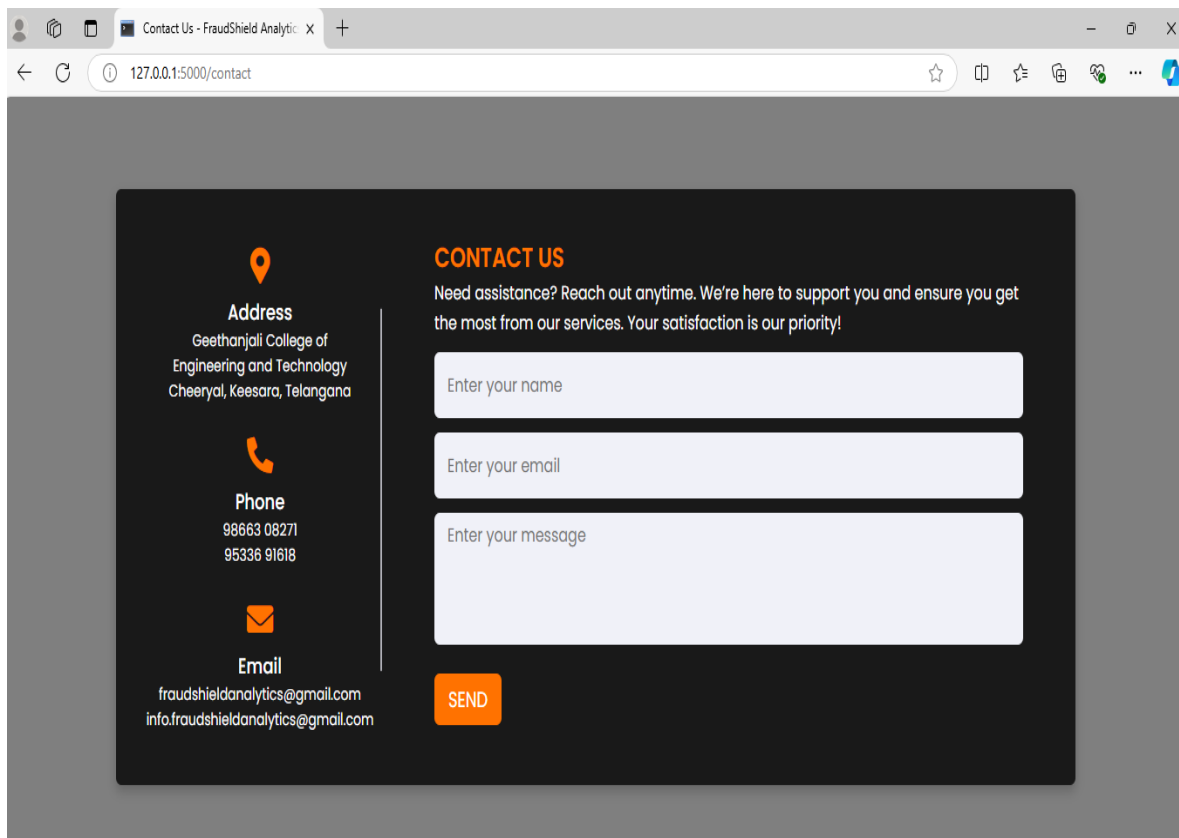 Contact Us - FraudShield Analytic
127.0.0.1:5000/contact
Address
Geethanjali College of
Engineering and Technology
Cheeryal, Keesara, Telangana
Phone
98663 08271
95336 91618
Email
fraudshieldanalytics@gmail.com
info.fraudshieldanalytics@gmail.com
CONTACT US
Need assistance? Reach out anytime. We’re here to support you and ensure you get
the most from our services. Your satisfaction is our priority!
Enter your name
Enter your email
Enter your message
SEND